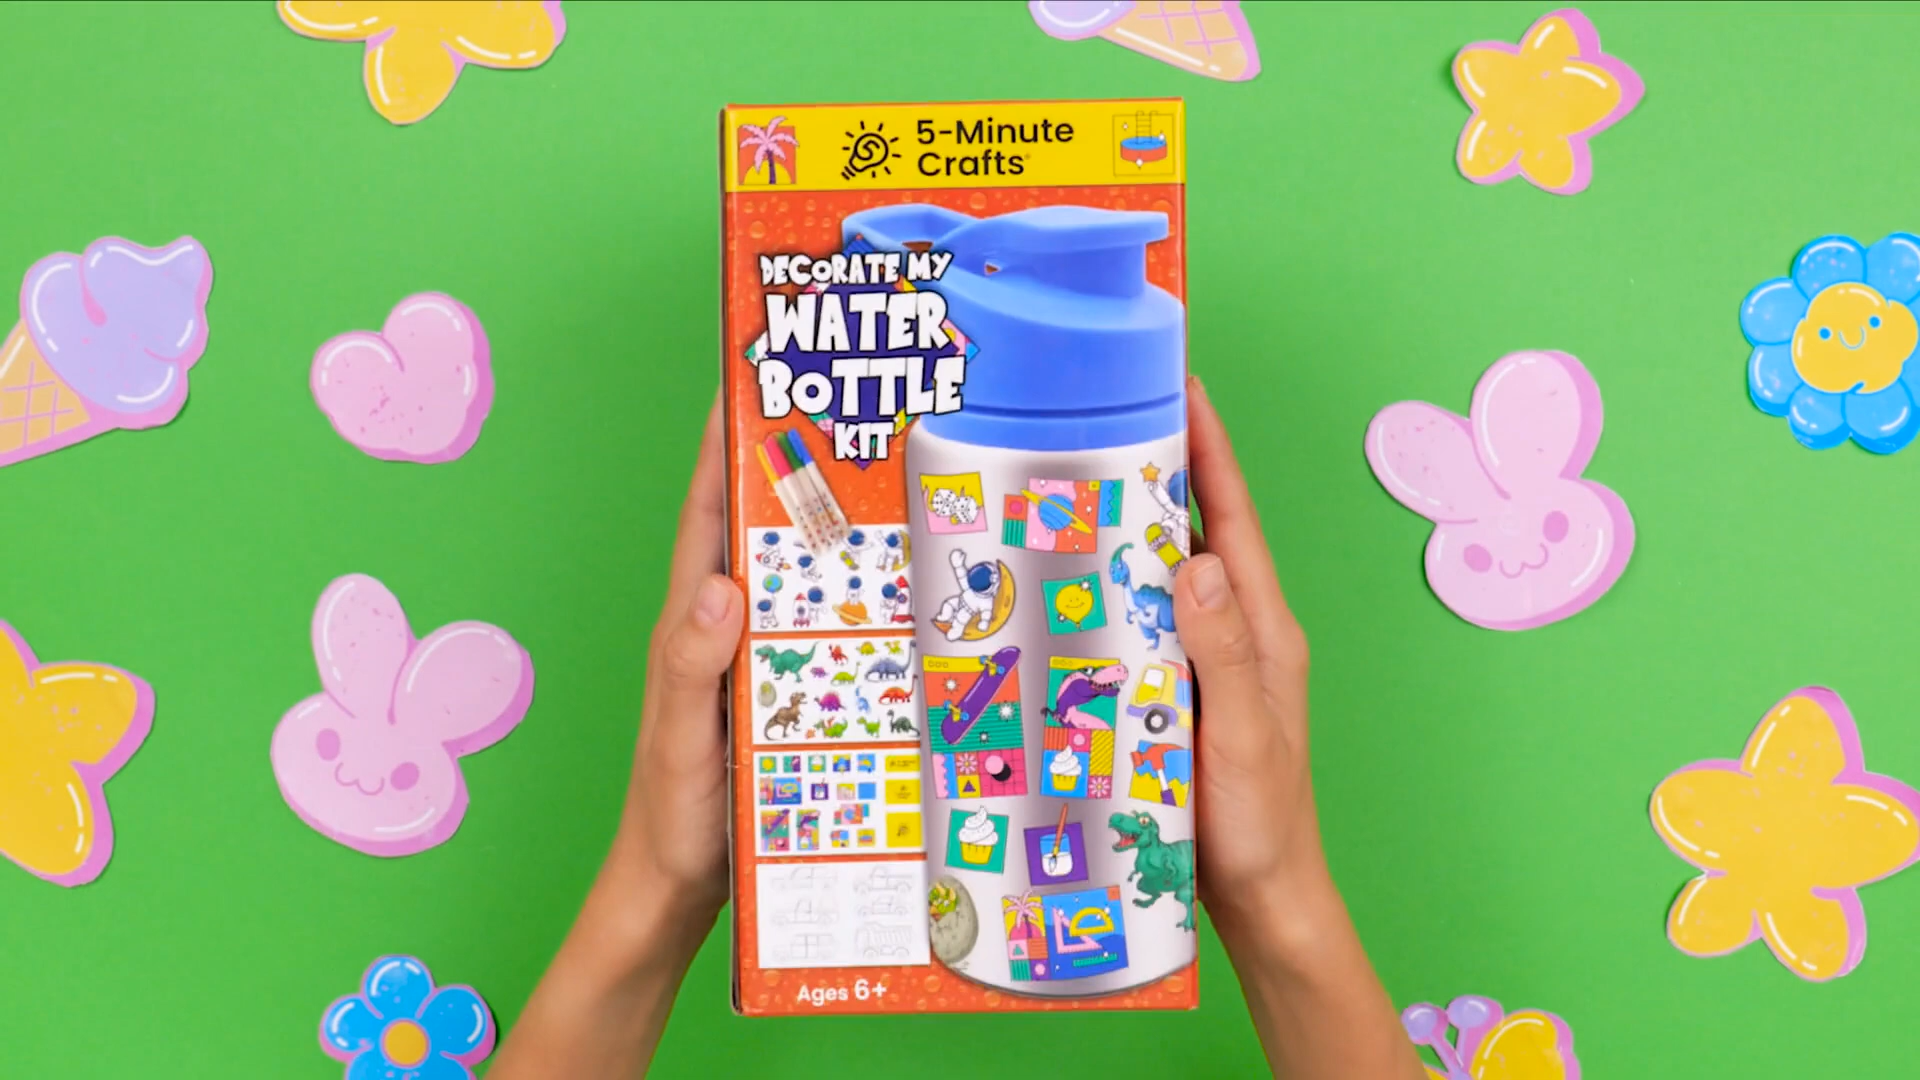 5-Minute
Crafts
DECORATE MY
WATER
BOTTLE
KIT
Ages 6+